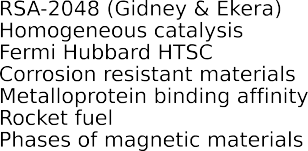 RSA-2048 (Gidney & Ekera)
Homogeneous catalysis
Fermi Hubbard HTSC
Corrosion resistant materials
Metalloprotein binding affinity
Rocket fuel
Phases of magnetic materials